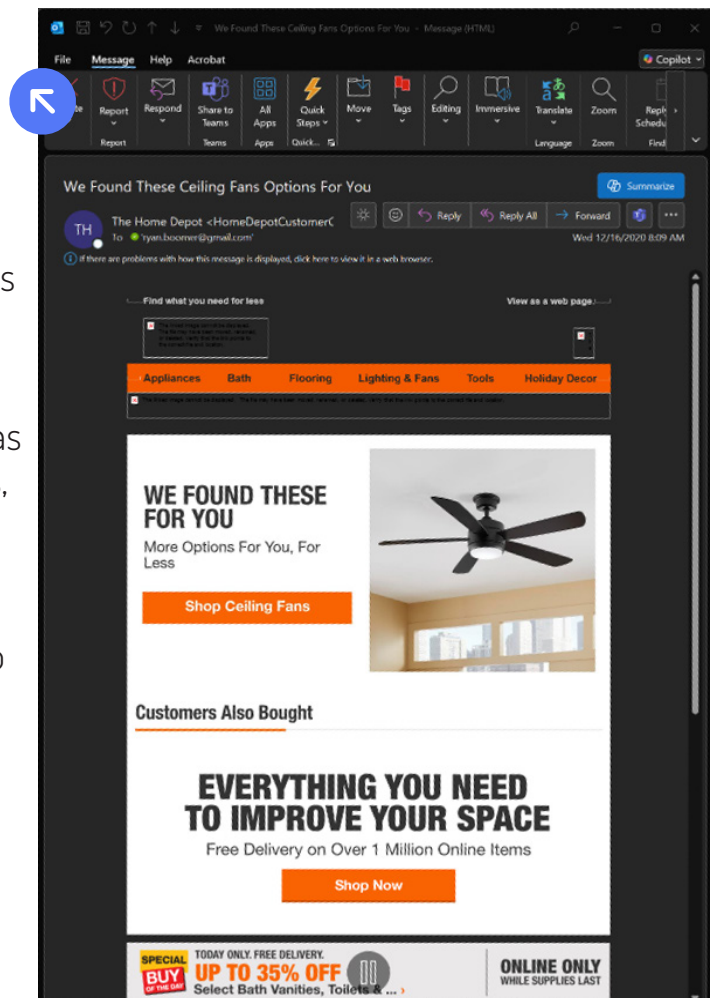 We Found These Ceiling Fans Options For You - Message (HTML)
File Message Help Acrobat Copilot
Report Respond Share to Teams All Apps Quick Steps Move Tags Editing Immersive Translate Zoom
Report Teams Apps Quick... Language Zoom Find
We Found These Ceiling Fans Options For You
Summarize
TH
The Home Depot <HomeDepotCustomerC
Reply Reply All Forward
To 'ryan.boomer@gmail.com'
Wed 12/16/2020 8:09 AM
If there are problems with how this message is displayed, click here to view it in a web browser.
Find what you need for less View as a web page
Appliances Bath Flooring Lighting & Fans Tools Holiday Decor
WE FOUND THESE
FOR YOU
More Options For You, For
Less
Shop Ceiling Fans
Customers Also Bought
EVERYTHING YOU NEED
TO IMPROVE YOUR SPACE
Free Delivery on Over 1 Million Online Items
Shop Now
SPECIAL
BUY
OF THE DAY
TODAY ONLY. FREE DELIVERY.
UP TO 35% OFF
Select Bath Vanities, Toilets & ... ›
ONLINE ONLY
WHILE SUPPLIES LAST